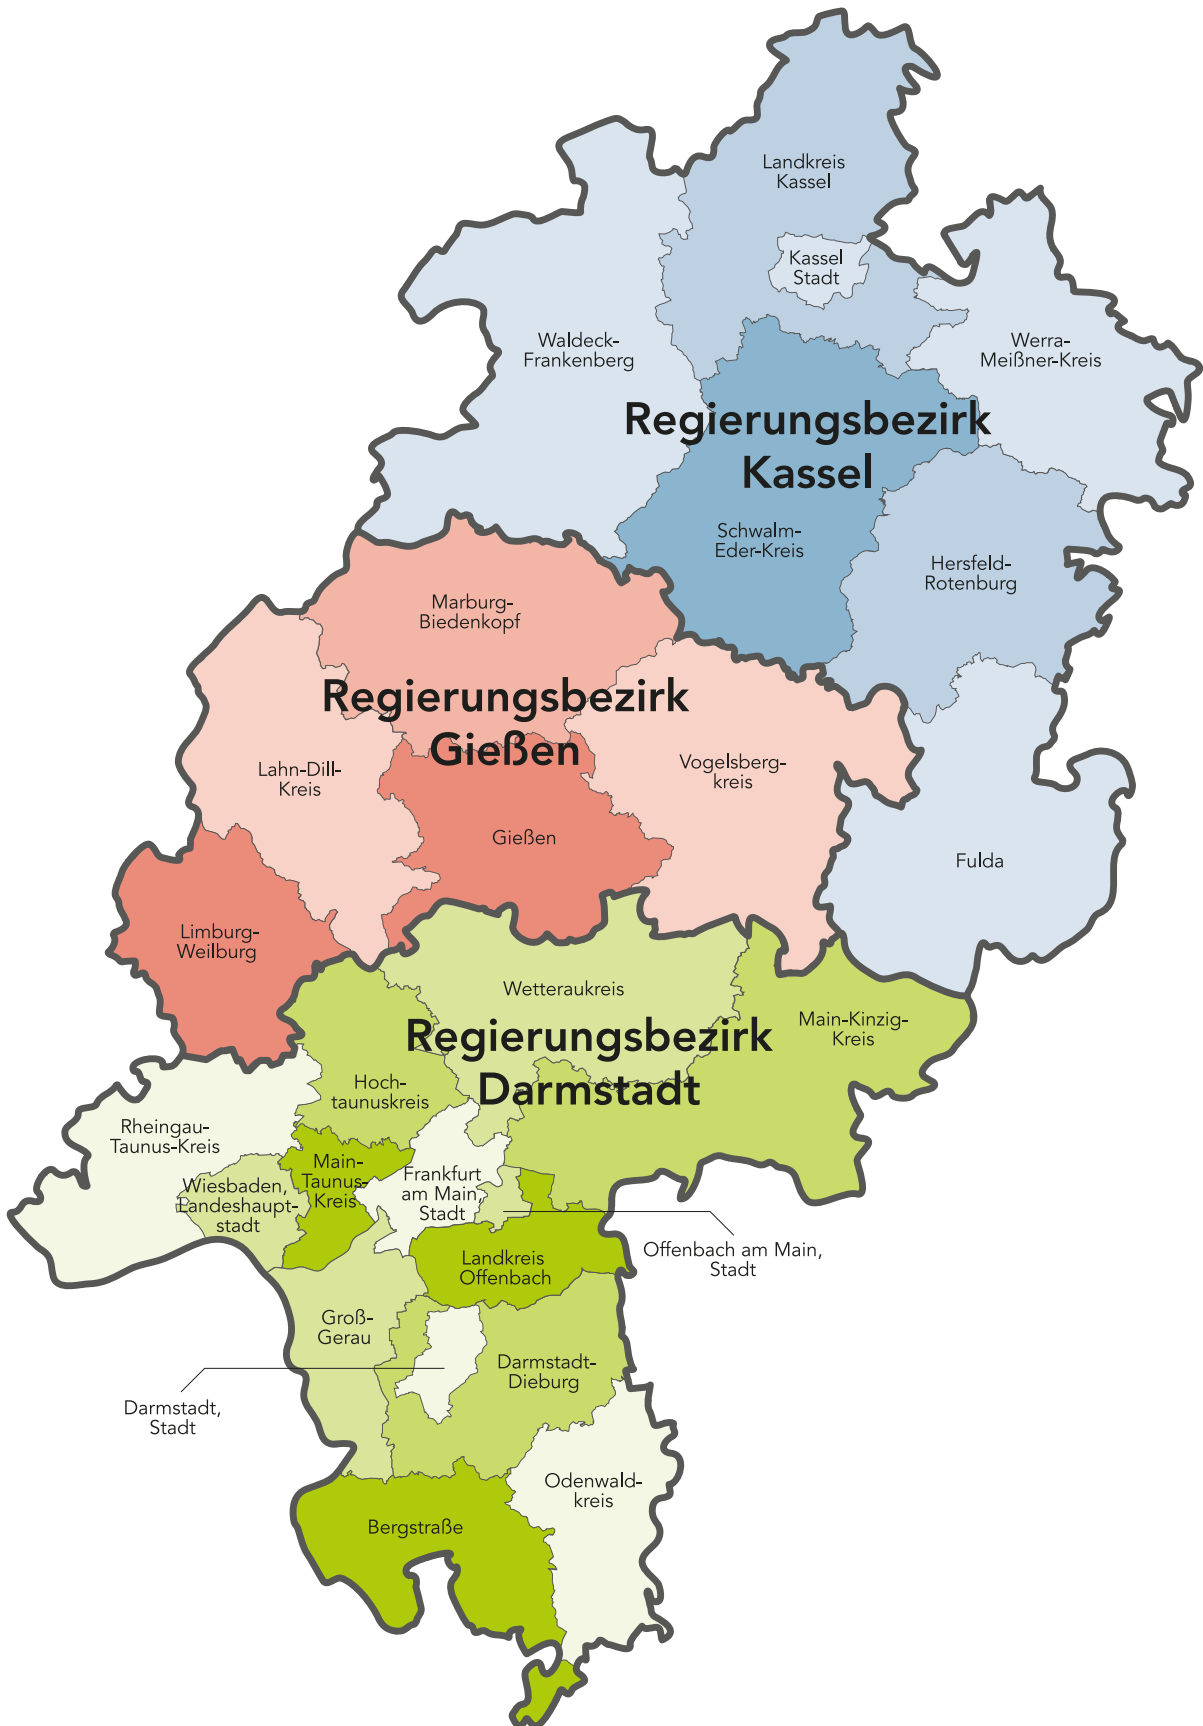 Landkreis
Kassel
Kassel
Stadt
Waldeck-
Frankenberg
Werra-
Meißner-Kreis
Regierungsbezirk
Kassel
Schwalm-
Eder-Kreis
Hersfeld-
Rotenburg
Marburg-
Biedenkopf
Regierungsbezirk
Gießen
Lahn-Dill-
Kreis
Vogelsberg-
kreis
Gießen
Fulda
Limburg-
Weilburg
Wetteraukreis
Main-Kinzig-
Kreis
Regierungsbezirk
Darmstadt
Hoch-
taunuskreis
Rheingau-
Taunus-Kreis
Main-
Taunus-
Kreis
Frankfurt
am Main,
Stadt
Wiesbaden,
Landeshaupt-
stadt
Offenbach am Main,
Stadt
Landkreis
Offenbach
Groß-
Gerau
Darmstadt-
Dieburg
Darmstadt,
Stadt
Odenwald-
kreis
Bergstraße